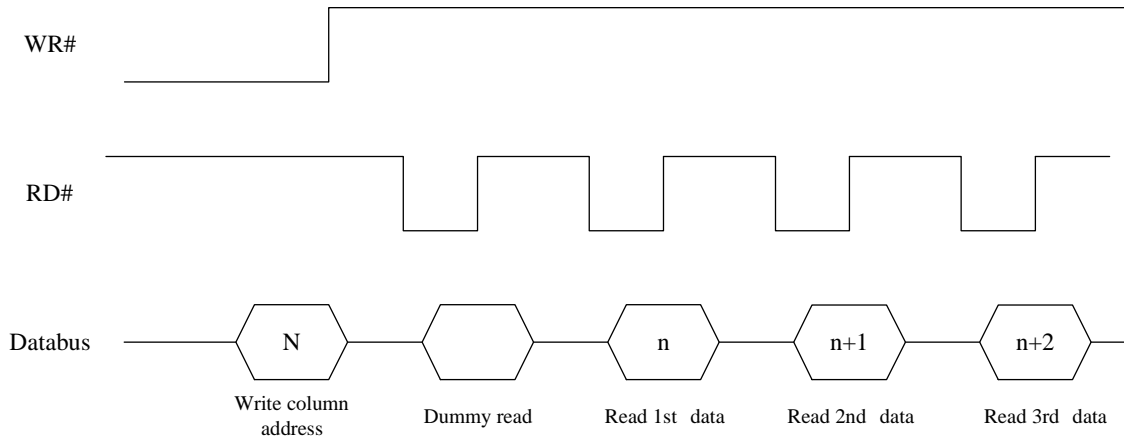 WR#
RD#
Databus
N
n
n+1
n+2
Write column
address
Dummy read
Read 1st data
Read 2nd data
Read 3rd data